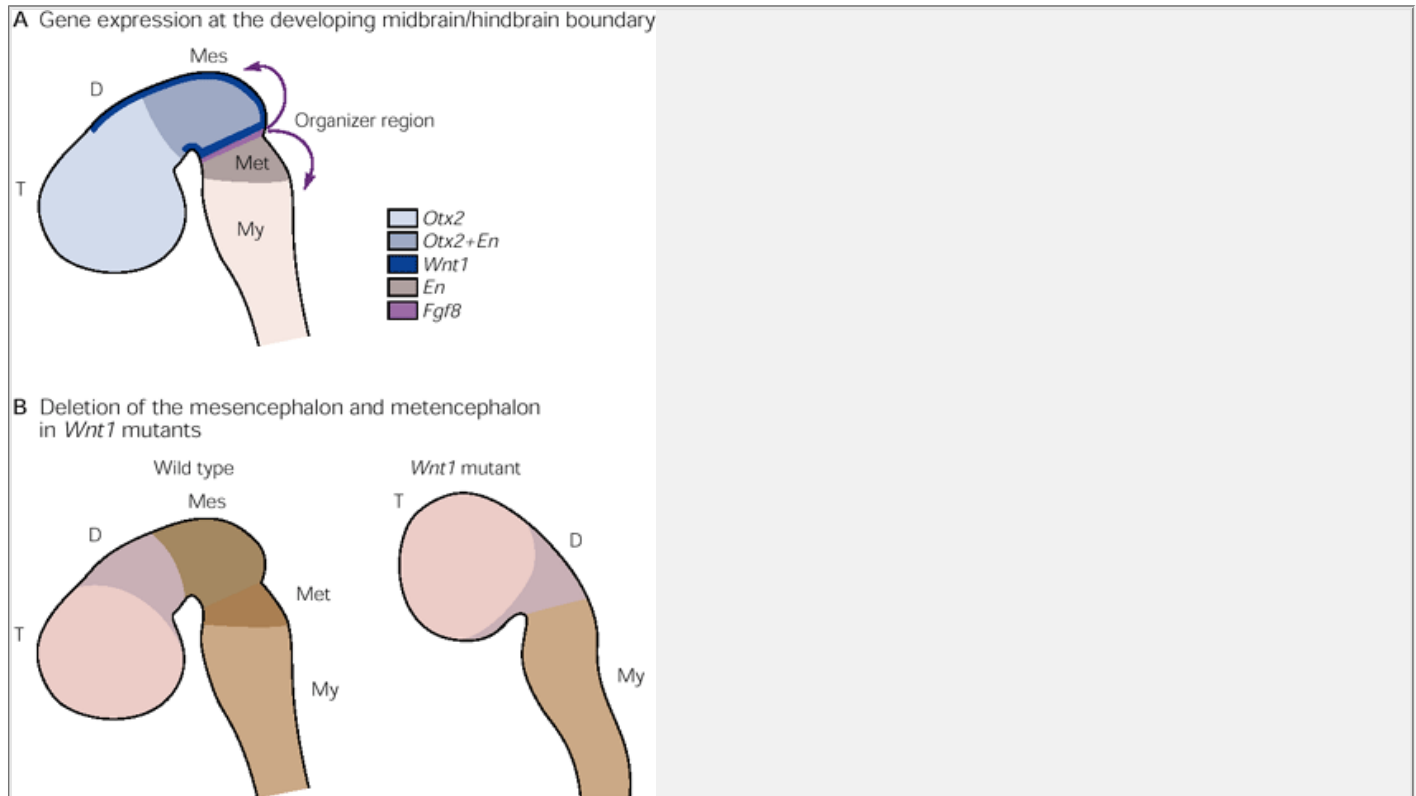 A Gene expression at the developing midbrain/hindbrain boundary
Mes
D
Organizer region
Met
T
My
Otx2
Otx2+En
Wnt1
En
Fgf8
B Deletion of the mesencephalon and metencephalon
in Wnt1 mutants
Wild type
Mes
D
Met
T
My
Wnt1 mutant
T
D
My